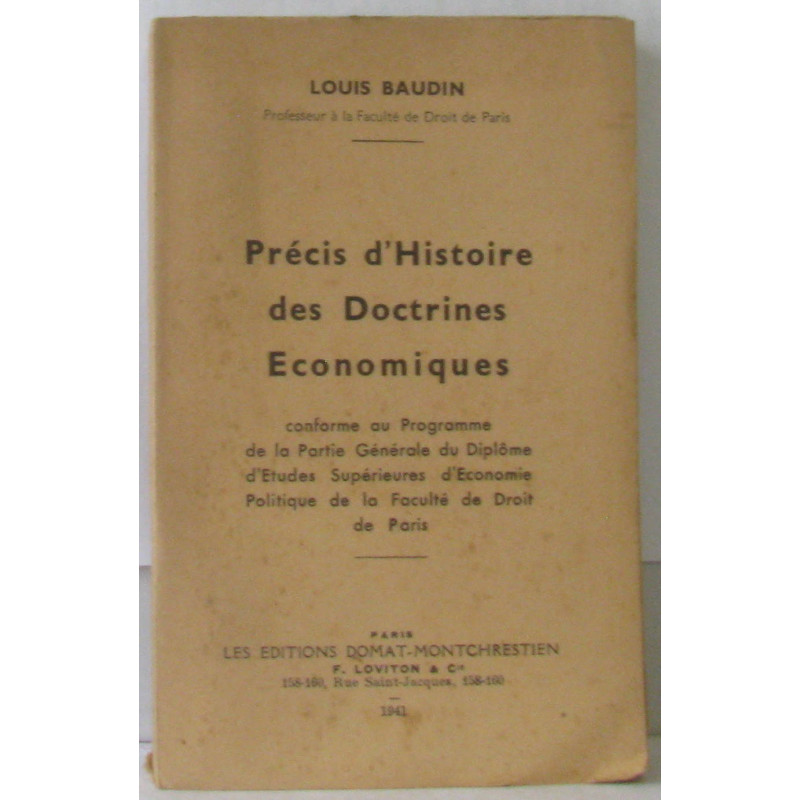 LOUIS BAUDIN
Professeur à la Faculté de Droit de Paris
Précis d'Histoire
des Doctrines
Economiques
conforme au Programme
de la Partie Générale du Diplôme
d'Etudes Supérieures d'Economie
Politique de la Faculté de Droit
de Paris
PARIS
LES EDITIONS DOMAT-MONTCHRESTIEN
F. LOVITON & Cie
158-160, Rue Saint-Jacques, 158-160
1941